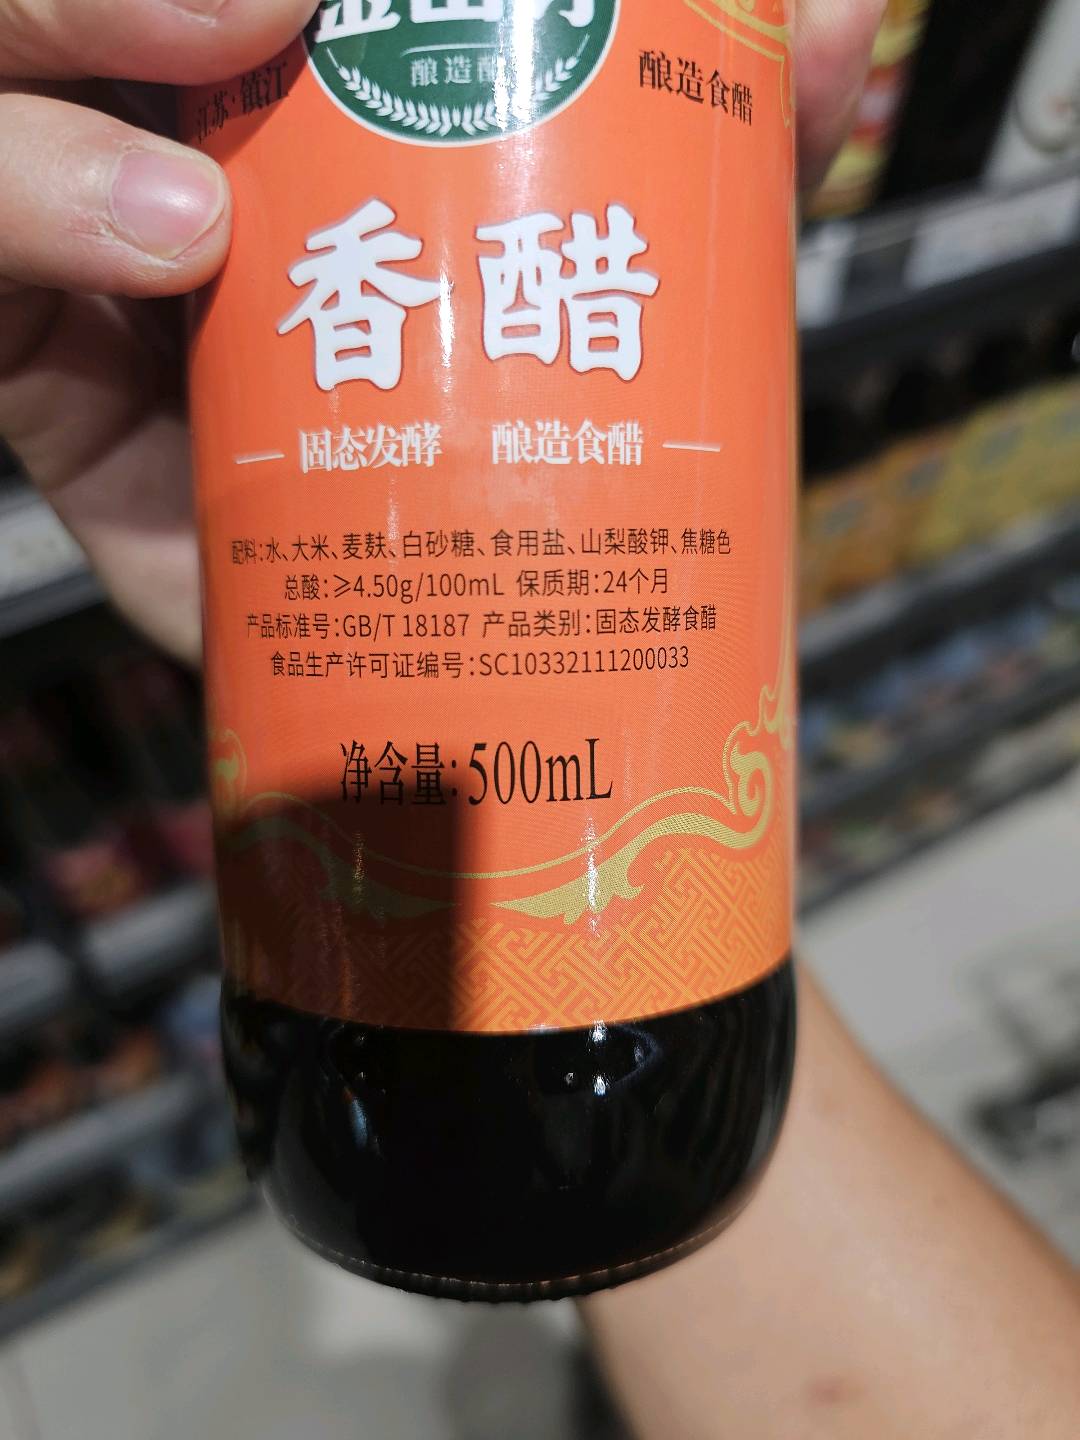 金山寺
酿造醋
江苏·镇江
酿造食醋
香醋
固态发酵 酿造食醋
配料:水、大米、麦麸、白砂糖、食用盐、山梨酸钾、焦糖色
总酸:≥4.50g/100mL 保质期:24个月
产品标准号:GB/T 18187 产品类别:固态发酵食醋
食品生产许可证编号:SC10332111200033
净含量:500mL